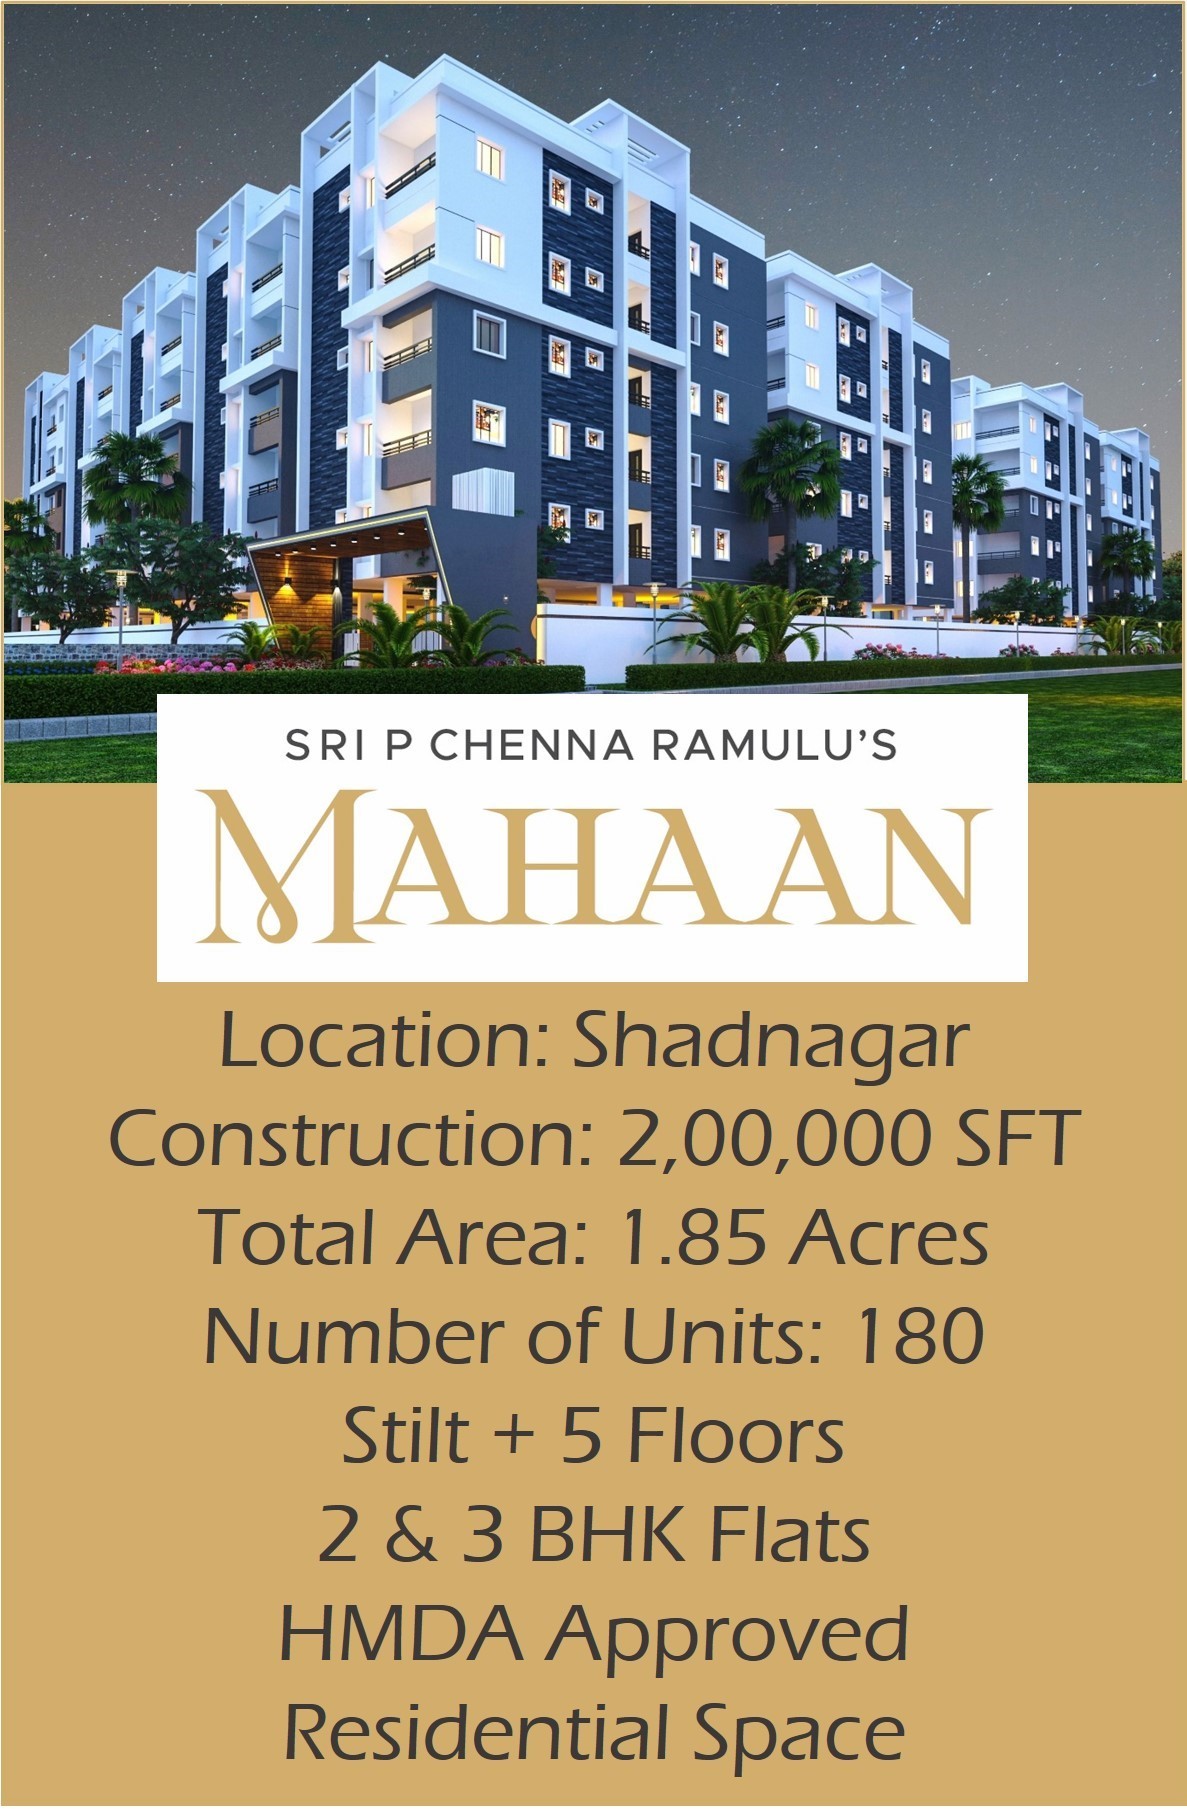 SRI P CHENNA RAMULU'S
MAHAAN
Location: Shadnagar
Construction: 2,00,000 SFT
Total Area: 1.85 Acres
Number of Units: 180
Stilt + 5 Floors
2 & 3 BHK Flats
HMDA Approved
Residential Space